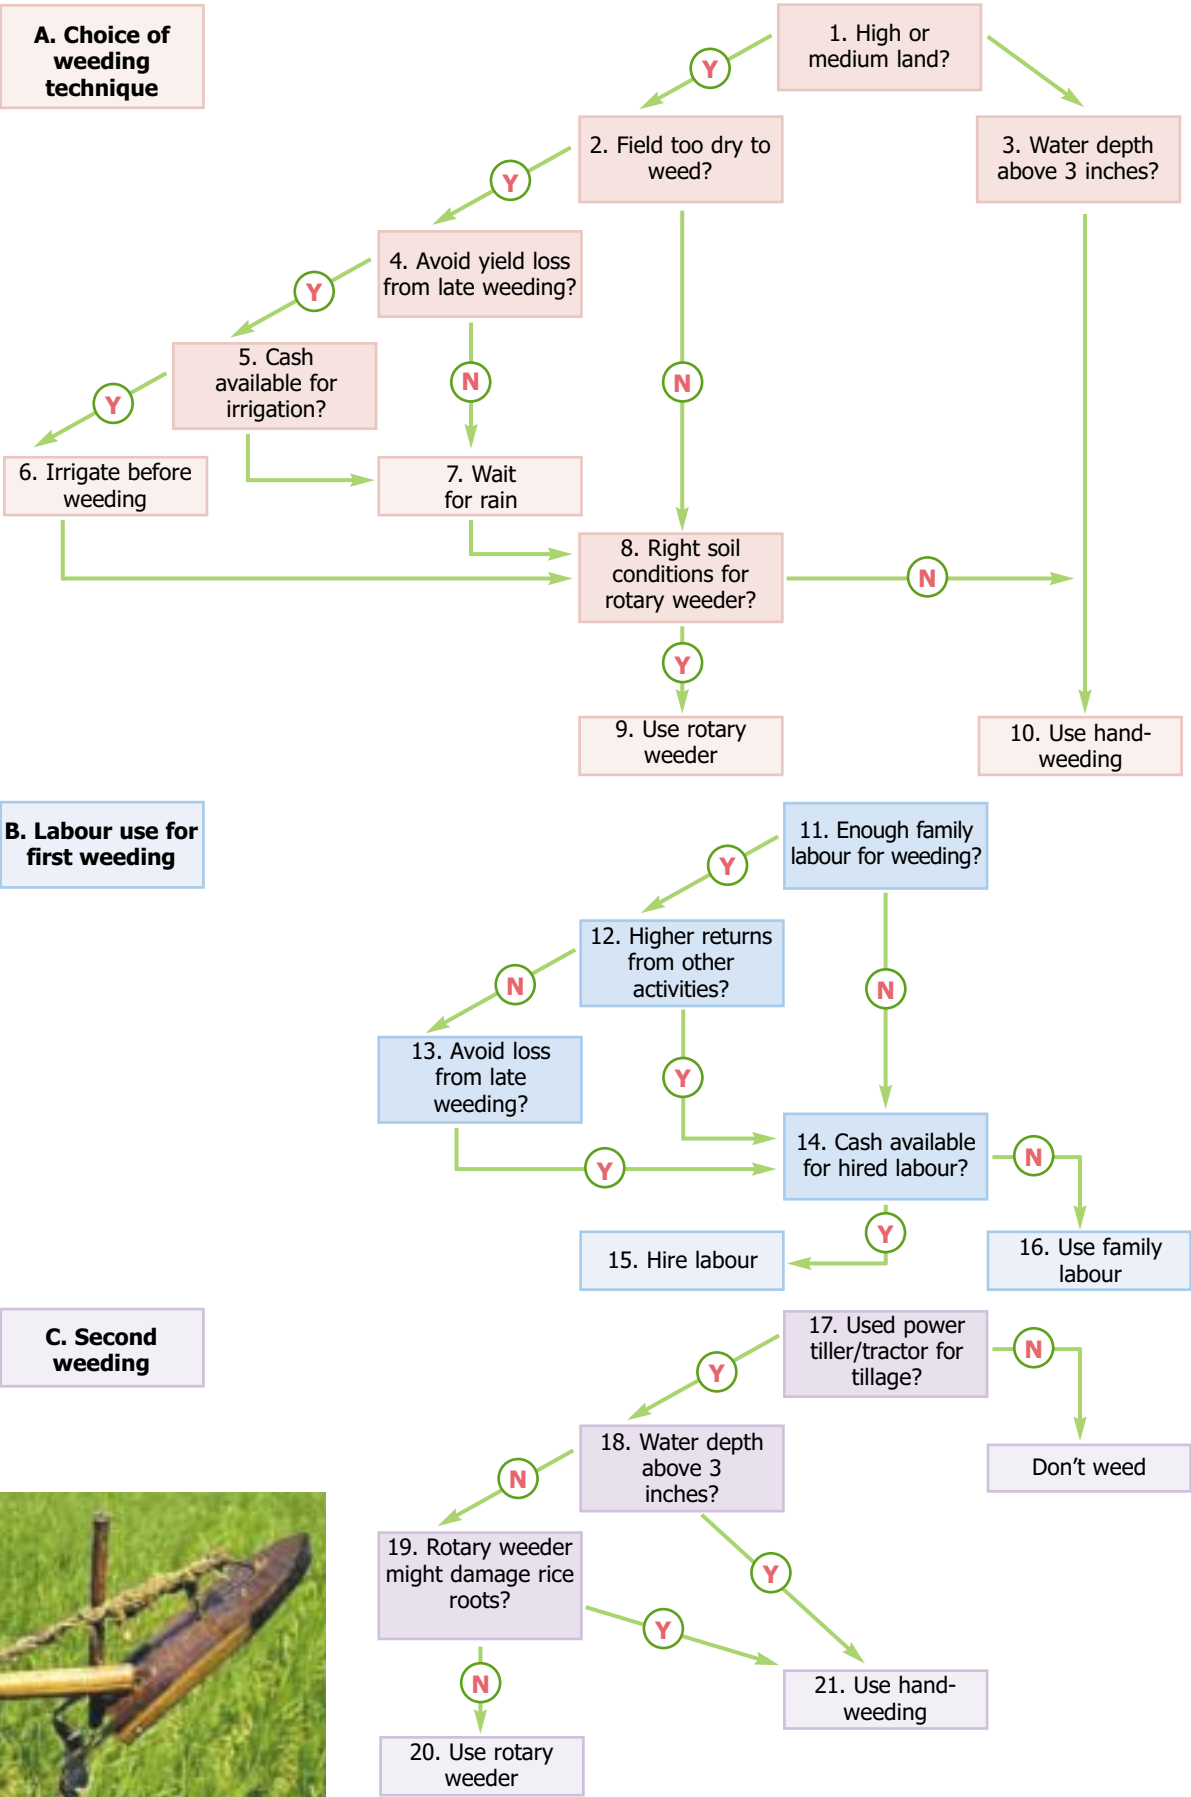 A. Choice of
weeding
technique
1. High or
medium land?
Y
2. Field too dry to
weed?
3. Water depth
above 3 inches?
Y
4. Avoid yield loss
from late weeding?
Y
5. Cash
available for
irrigation?
N
N
Y
6. Irrigate before
weeding
7. Wait
for rain
8. Right soil
conditions for
rotary weeder?
N
Y
9. Use rotary
weeder
10. Use hand-
weeding
B. Labour use for
first weeding
11. Enough family
labour for weeding?
Y
12. Higher returns
from other
activities?
N
N
13. Avoid loss
from late
weeding?
Y
14. Cash available
for hired labour?
N
Y
Y
15. Hire labour
16. Use family
labour
C. Second
weeding
17. Used power
tiller/tractor for
tillage?
N
Y
18. Water depth
above 3
inches?
Don't weed
N
19. Rotary weeder
might damage rice
roots?
Y
Y
N
21. Use hand-
weeding
20. Use rotary
weeder